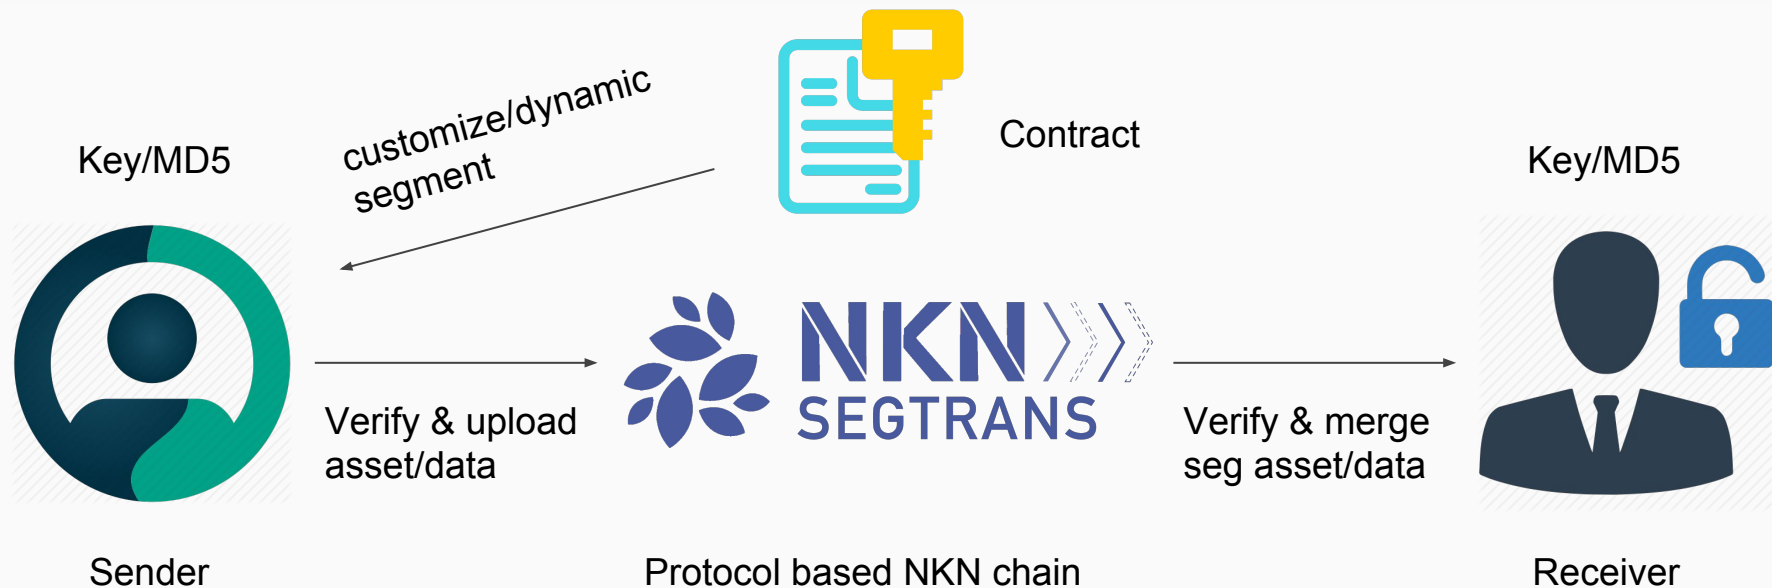 customize/dynamic
segment
Contract
Key/MD5
Key/MD5
NKN
SEGTRANS
Verify & upload
asset/data
Verify & merge
seg asset/data
Sender
Protocol based NKN chain
Receiver